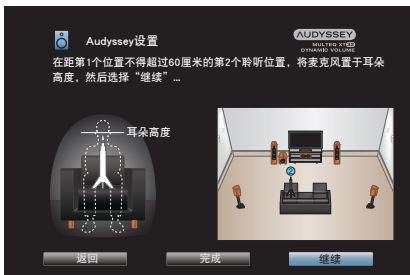 Audyssey设置
AUDYSSEY
MULTEQ XT32
DYNAMIC VOLUME
在距第1个位置不得超过60厘米的第2个聆听位置，将麦克风置于耳朵
高度，然后选择“继续”...
耳朵高度
返回
完成
继续